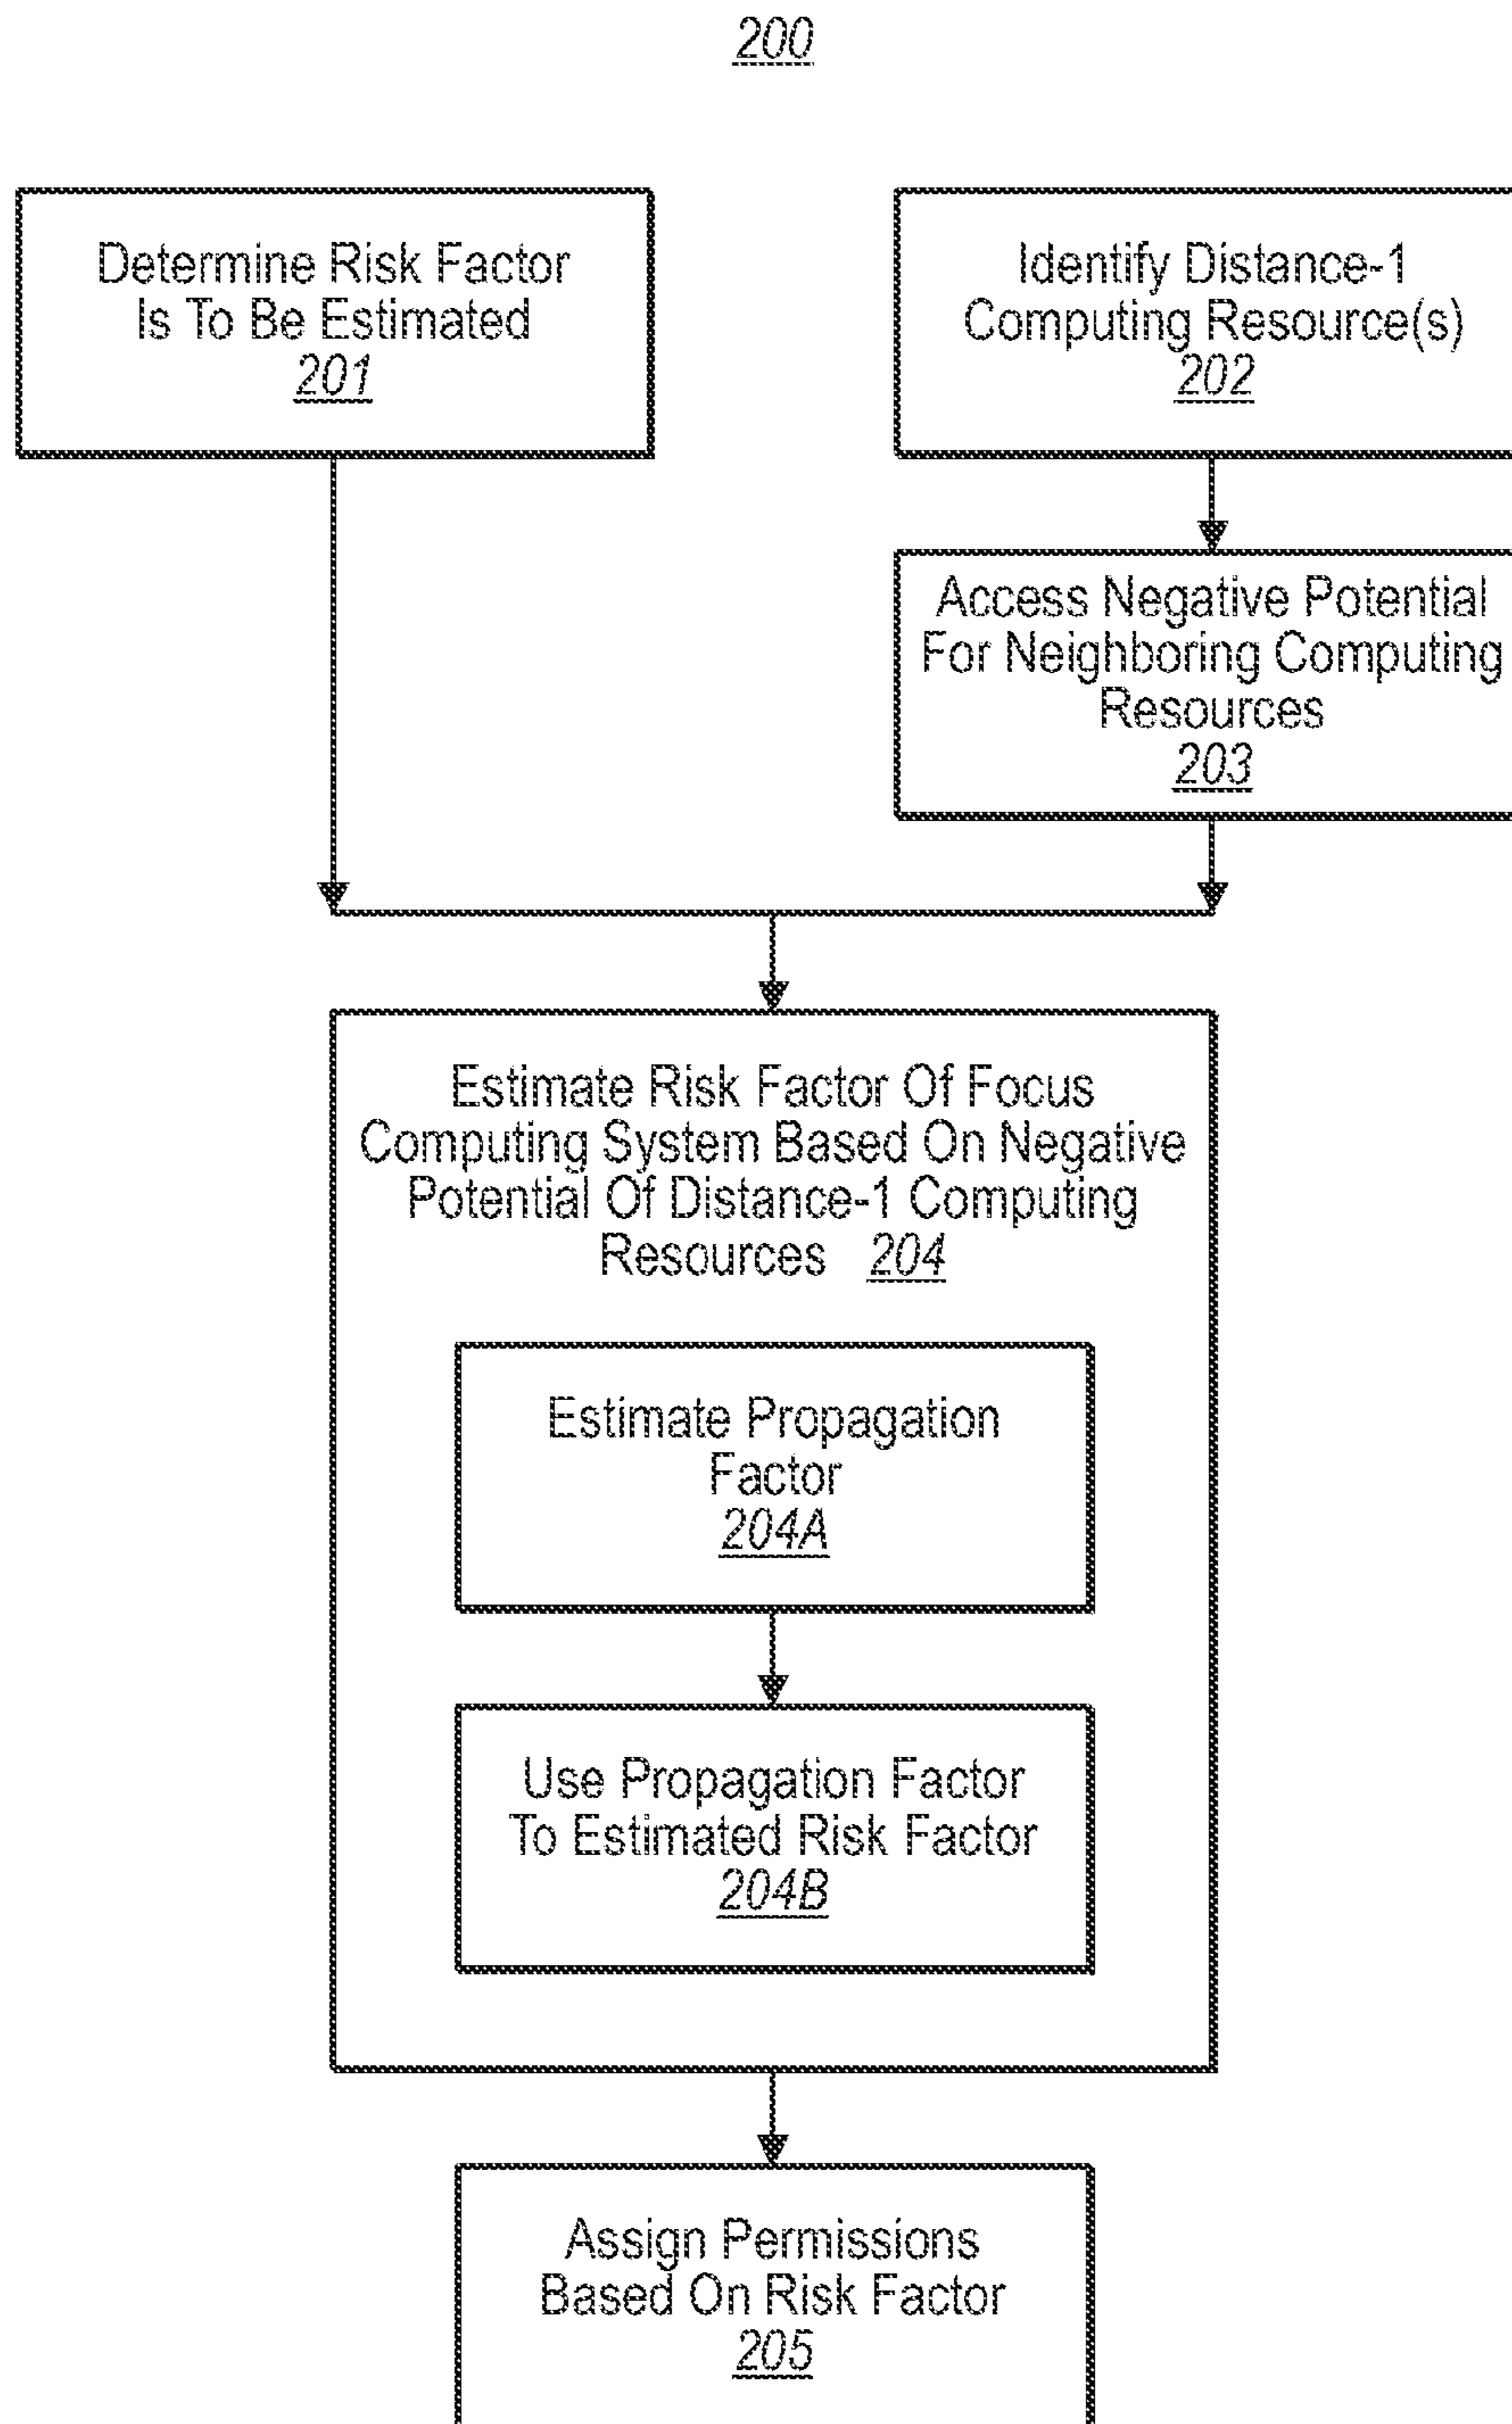 200
Determine Risk Factor
Is To Be Estimated
201
Identify Distance-1
Computing Resource(s)
202
Access Negative Potential
For Neighboring Computing
Resources
203
Estimate Risk Factor Of Focus
Computing System Based On Negative
Potential Of Distance-1 Computing
Resources 204
Estimate Propagation
Factor
204A
Use Propagation Factor
To Estimated Risk Factor
204B
Assign Permissions
Based On Risk Factor
205